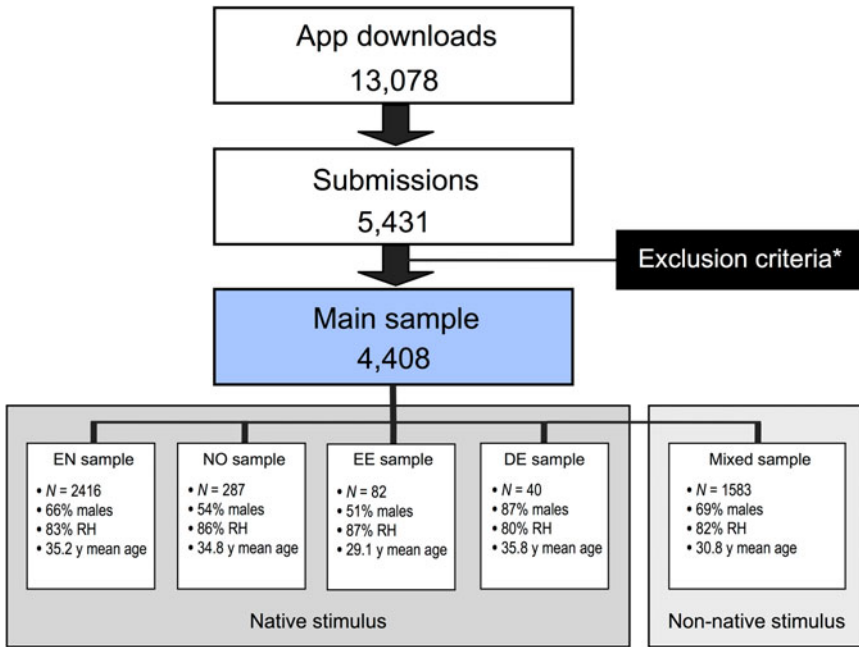 App downloads
13,078
Submissions
5,431
Exclusion criteria*
Main sample
4,408
EN sample
• N = 2416
• 66% males
• 83% RH
• 35.2 y mean age
NO sample
• N = 287
• 54% males
• 86% RH
• 34.8 y mean age
EE sample
• N = 82
• 51% males
• 87% RH
• 29.1 y mean age
DE sample
• N = 40
• 87% males
• 80% RH
• 35.8 y mean age
Mixed sample
• N = 1583
• 69% males
• 82% RH
• 30.8 y mean age
Native stimulus
Non-native stimulus